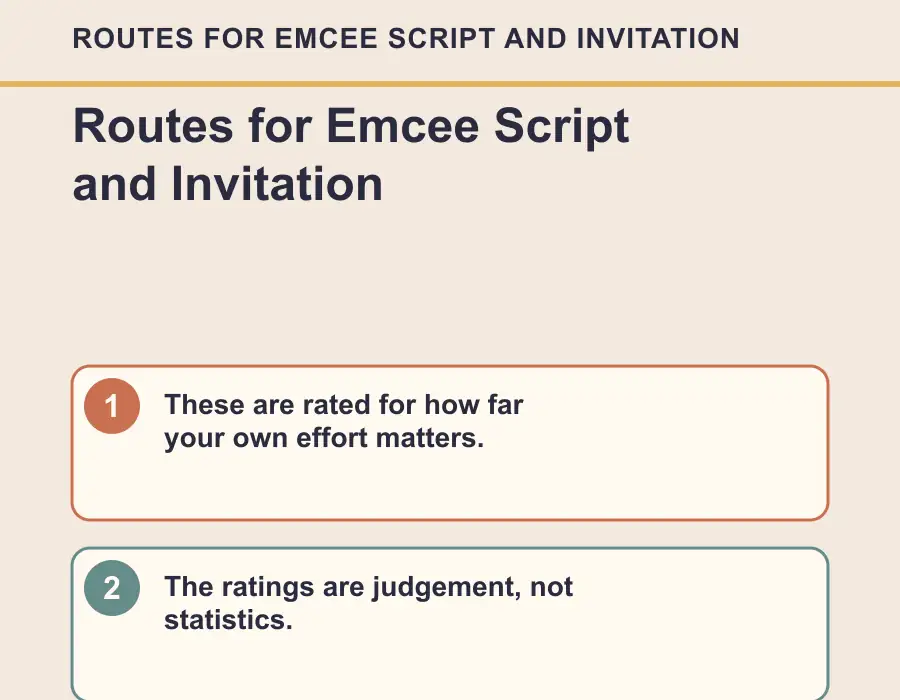 ROUTES FOR EMCEE SCRIPT AND INVITATION
Routes for Emcee Script
and Invitation
1
These are rated for how far
your own effort matters.
2
The ratings are judgement, not
statistics.